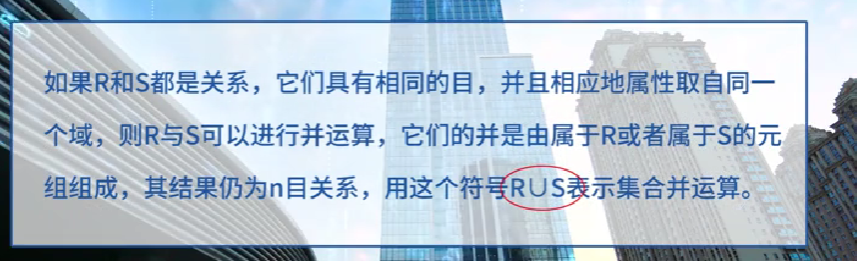 如果R和S都是关系，它们具有相同的目，并且相应地属性取自同一
个域，则R与S可以进行并运算，它们的并是由属于R或者属于S的元
组组成，其结果仍为n目关系，用这个符号R∪S表示集合并运算。